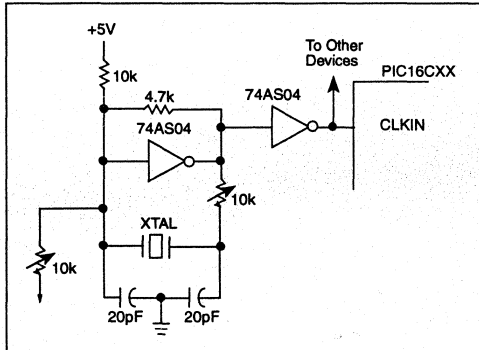 +5V
10k
4.7k
74AS04
74AS04
To Other
Devices
PIC16CXX
CLKIN
10k
XTAL
10k
20pF
20pF